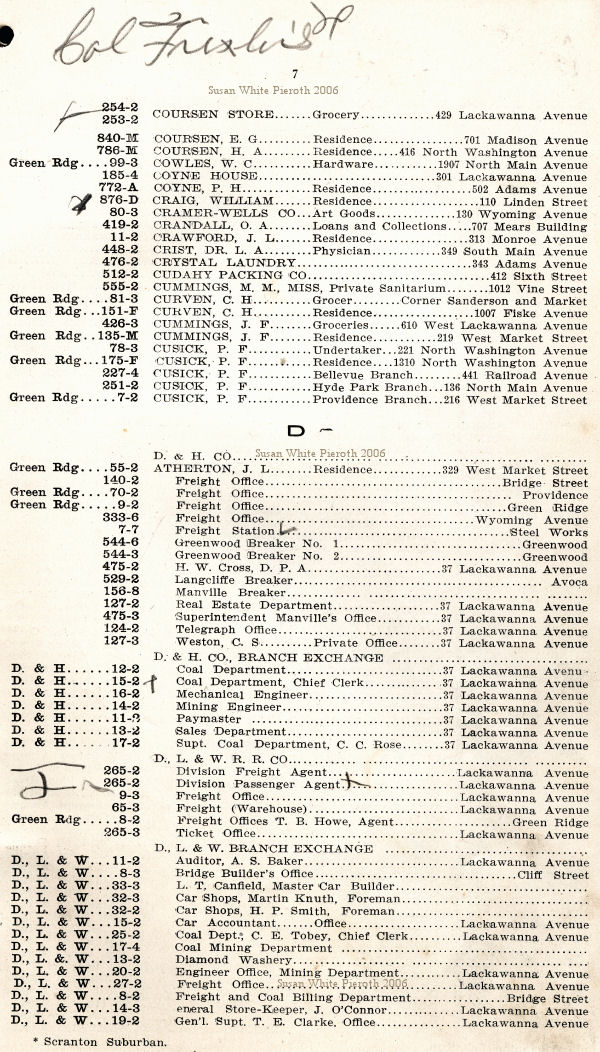 7
Susan White Pieroth 2006
254-2
253-2 COURSEN STORE.......Grocery............429 Lackawanna Avenue
840-M COURSEN, E. G.........Residence..............701 Madison Avenue
786-M COURSEN, H. A........Residence......416 North Washington Avenue
Green Rdg....99-3 COWLES, W. C..........Hardware.........1907 North Main Avenue
185-4 COYNE HOUSE........................301 Lackawanna Avenue
772-A COYNE, P. H............Residence................502 Adams Avenue
876-D CRAIG, WILLIAM......Residence................110 Linden Street
80-3 CRAMER-WELLS CO...Art Goods..........130 Wyoming Avenue
419-2 CRANDALL, O. A.......Loans and Collections.....707 Mears Building
11-2 CRAWFORD, J. L.......Residence..............313 Monroe Avenue
448-2 CRIST, DR. L. A........Physician..........349 South Main Avenue
476-2 CRYSTAL LAUNDRY......................343 Adams Avenue
512-2 CUDAHY PACKING CO.......................412 Sixth Street
555-2 CUMMINGS, M. M., MISS, Private Sanitarium.......1012 Vine Street
Green Rdg....81-3 CURVEN, C. H..........Grocer........Corner Sanderson and Market
Green Rdg...151-F CURVEN, C. H..........Residence..............1007 Fiske Avenue
426-3 CUMMINGS, J. F........Groceries......610 West Lackawanna Avenue
Green Rdg...135-M CUMMINGS, J. F........Residence...........219 West Market Street
78-3 CUSICK, P. F............Undertaker...221 North Washington Avenue
Green Rdg...175-F CUSICK, P. F............Residence....1310 North Washington Avenue
227-4 CUSICK, P. F............Bellevue Branch......441 Railroad Avenue
251-2 CUSICK, P. F............Hyde Park Branch...136 North Main Avenue
Green Rdg.....7-2 CUSICK, P. F............Providence Branch...216 West Market Street
D
D. & H. CO.
Susan White Pieroth 2006
Green Rdg....55-2 ATHERTON, J. L.......Residence...........329 West Market Street
140-2 Freight Office...................................Bridge Street
Green Rdg....70-2 Freight Office................................... Providence
Green Rdg.....9-2 Freight Office...................................Green Ridge
333-6 Freight Office...............................Wyoming Avenue
7-7 Freight Station...................................Steel Works
544-6 Greenwood Breaker No. 1...........................Greenwood
544-3 Greenwood Breaker No. 2...........................Greenwood
475-2 H. W. Cross, D. P. A...................37 Lackawanna Avenue
529-2 Langcliffe Breaker.................................... Avoca
156-8 Manville Breaker
127-2 Real Estate Department.................37 Lackawanna Avenue
475-3 Superintendent Manville's Office.........37 Lackawanna Avenue
124-2 Telegraph Office........................37 Lackawanna Avenue
127-3 Weston, C. S.........Private Office.......37 Lackawanna Avenue
D. & H. CO., BRANCH EXCHANGE
D. & H......12-2 Coal Department........................37 Lackawanna Avenue
D. & H......15-2 Coal Department, Chief Clerk............37 Lackawanna Avenue
D. & H......16-2 Mechanical Engineer....................37 Lackawanna Avenue
D. & H......14-2 Mining Engineer........................37 Lackawanna Avenue
D. & H......11-2 Paymaster ............................37 Lackawanna Avenue
D. & H......13-2 Sales Department.......................37 Lackawanna Avenue
D. & H......17-2 Supt. Coal Department, C. C. Rose.......37 Lackawanna Avenue
D., L. & W. R. R. CO.
265-2 Division Freight Agent....................Lackawanna Avenue
265-2 Division Passenger Agent..................Lackawanna Avenue
9-3 Freight Office............................Lackawanna Avenue
65-3 Freight (Warehouse).......................Lackawanna Avenue
Green Rdg.....8-2 Freight Offices T. B. Howe, Agent................Green Ridge
265-3 Ticket Office.............................Lackawanna Avenue
D., L. & W. BRANCH EXCHANGE
D., L. & W...11-2 Auditor, A. S. Baker......................Lackawanna Avenue
D., L. & W....8-3 Bridge Builder's Office............................Cliff Street
D., L. & W...33-3 L. T. Canfield, Master Car Builder
D., L. & W...32-3 Car Shops, Martin Knuth, Foreman
D., L. & W...32-2 Car Shops, H. P. Smith, Foreman
D., L. & W...15-2 Car Accountant.......Office................Lackawanna Avenue
D., L. & W...25-2 Coal Dept., C. E. Tobey, Chief Clerk........Lackawanna Avenue
D., L. & W...17-4 Coal Mining Department
D., L. &. W...13-2 Diamond Washery
D., L. & W...20-2 Engineer Office, Mining Department.........Lackawanna Avenue
D., L. & W...27-2 Freight Office............................Lackawanna Avenue
Susan White Pieroth 2006
D., L. & W....8-2 Freight and Coal Billing Department...............Bridge Street
D., L. & W...14-3 eneral Store-Keeper, J. O'Connor...........Lackawanna Avenue
D., L. & W...19-2 Gen'l. Supt. T. E. Clarke, Office............Lackawanna Avenue
* Scranton Suburban.